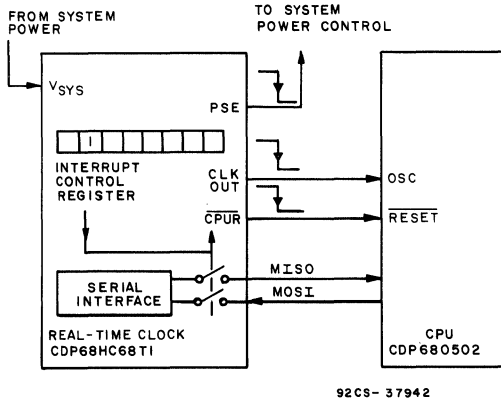 FROM SYSTEM
POWER
TO SYSTEM
POWER CONTROL
VSYS
PSE
I
INTERRUPT
CONTROL
REGISTER
CLK
OUT
OSC
CPUR
RESET
MISO
MOSI
SERIAL
INTERFACE
REAL-TIME CLOCK
CDP68HC68T1
CPU
CDP680502
92CS-37942